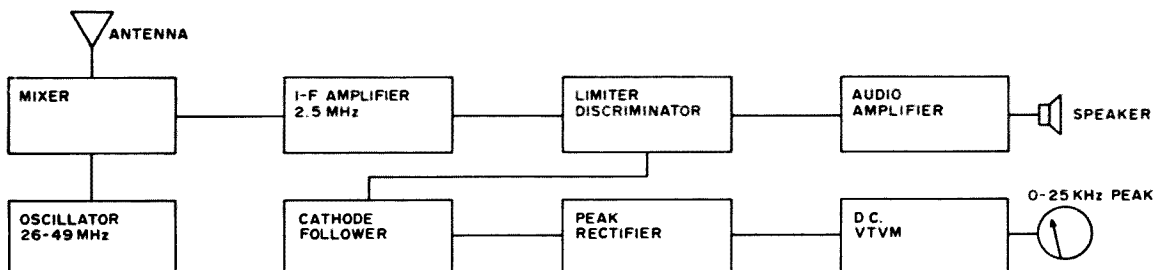 ANTENNA
MIXER
I-F AMPLIFIER
2.5 MHz
LIMITER
DISCRIMINATOR
AUDIO
AMPLIFIER
SPEAKER
OSCILLATOR
26-49 MHz
CATHODE
FOLLOWER
PEAK
RECTIFIER
D.C.
VTVM
0-25 KHz PEAK